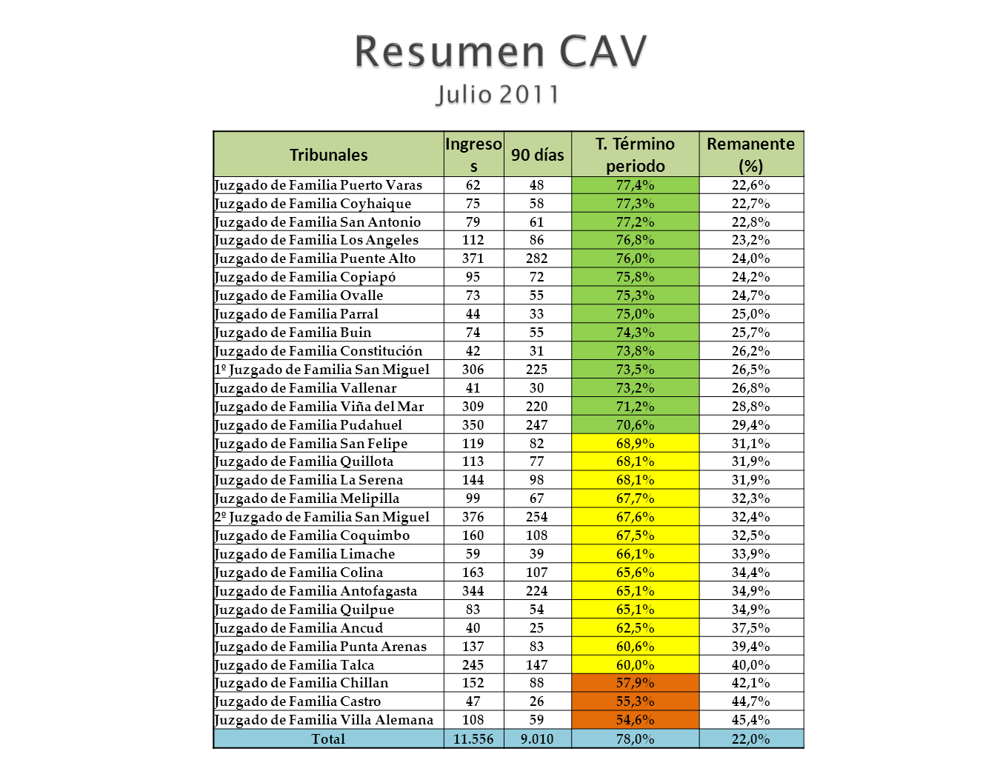 Resumen CAV
Julio 2011
Tribunales Ingreso s 90 días T. Término periodo Remanente (%)
Juzgado de Familia Puerto Varas 62 48 77,4% 22,6%
Juzgado de Familia Coyhaique 75 58 77,3% 22,7%
Juzgado de Familia San Antonio 79 61 77,2% 22,8%
Juzgado de Familia Los Angeles 112 86 76,8% 23,2%
Juzgado de Familia Puente Alto 371 282 76,0% 24,0%
Juzgado de Familia Copiapó 95 72 75,8% 24,2%
Juzgado de Familia Ovalle 73 55 75,3% 24,7%
Juzgado de Familia Parral 44 33 75,0% 25,0%
Juzgado de Familia Buin 74 55 74,3% 25,7%
Juzgado de Familia Constitución 42 31 73,8% 26,2%
1º Juzgado de Familia San Miguel 306 225 73,5% 26,5%
Juzgado de Familia Vallenar 41 30 73,2% 26,8%
Juzgado de Familia Viña del Mar 309 220 71,2% 28,8%
Juzgado de Familia Pudahuel 350 247 70,6% 29,4%
Juzgado de Familia San Felipe 119 82 68,9% 31,1%
Juzgado de Familia Quillota 113 77 68,1% 31,9%
Juzgado de Familia La Serena 144 98 68,1% 31,9%
Juzgado de Familia Melipilla 99 67 67,7% 32,3%
2º Juzgado de Familia San Miguel 376 254 67,6% 32,4%
Juzgado de Familia Coquimbo 160 108 67,5% 32,5%
Juzgado de Familia Limache 59 39 66,1% 33,9%
Juzgado de Familia Colina 163 107 65,6% 34,4%
Juzgado de Familia Antofagasta 344 224 65,1% 34,9%
Juzgado de Familia Quilpue 83 54 65,1% 34,9%
Juzgado de Familia Ancud 40 25 62,5% 37,5%
Juzgado de Familia Punta Arenas 137 83 60,6% 39,4%
Juzgado de Familia Talca 245 147 60,0% 40,0%
Juzgado de Familia Chillan 152 88 57,9% 42,1%
Juzgado de Familia Castro 47 26 55,3% 44,7%
Juzgado de Familia Villa Alemana 108 59 54,6% 45,4%
Total 11.556 9.010 78,0% 22,0%